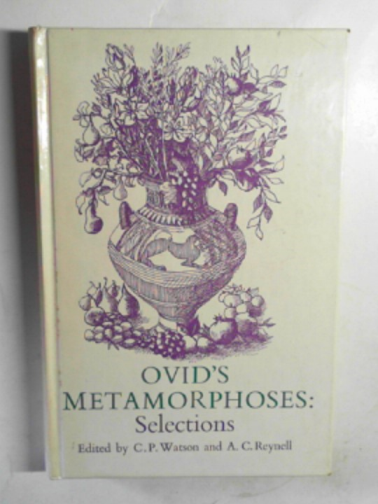 OVID'S
METAMORPHOSES:
Selections
Edited by C. P. Watson and A. C. Reynell